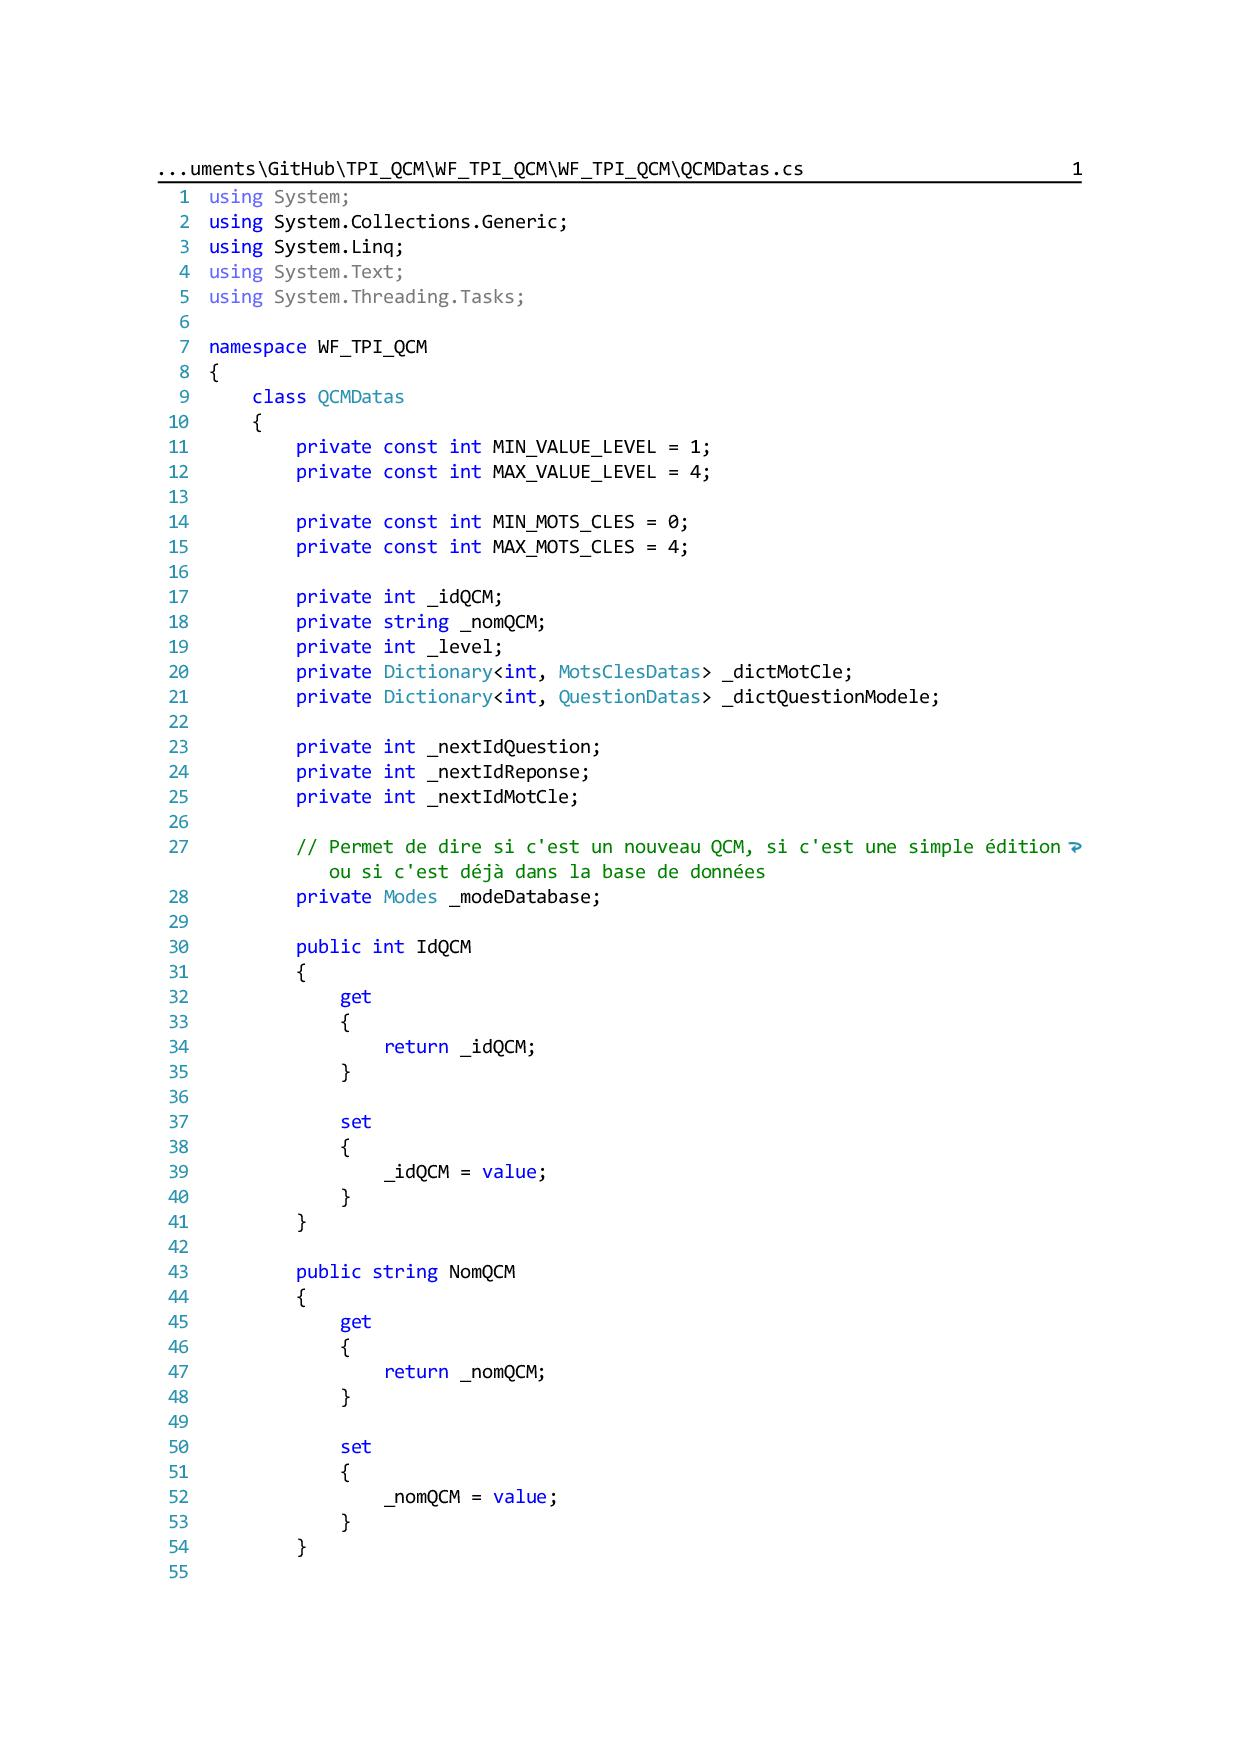 ...uments\GitHub\TPI_QCM\WF_TPI_QCM\WF_TPI_QCM\QCMDatas.cs 1
1 using System;
2 using System.Collections.Generic;
3 using System.Linq;
4 using System.Text;
5 using System.Threading.Tasks;
6
7 namespace WF_TPI_QCM
8 {
9     class QCMDatas
10     {
11         private const int MIN_VALUE_LEVEL = 1;
12         private const int MAX_VALUE_LEVEL = 4;
13
14         private const int MIN_MOTS_CLES = 0;
15         private const int MAX_MOTS_CLES = 4;
16
17         private int _idQCM;
18         private string _nomQCM;
19         private int _level;
20         private Dictionary<int, MotsClesDatas> _dictMotCle;
21         private Dictionary<int, QuestionDatas> _dictQuestionModele;
22
23         private int _nextIdQuestion;
24         private int _nextIdReponse;
25         private int _nextIdMotCle;
26
27         // Permet de dire si c'est un nouveau QCM, si c'est une simple édition
            ou si c'est déjà dans la base de données
28         private Modes _modeDatabase;
29
30         public int IdQCM
31         {
32             get
33             {
34                 return _idQCM;
35             }
36
37             set
38             {
39                 _idQCM = value;
40             }
41         }
42
43         public string NomQCM
44         {
45             get
46             {
47                 return _nomQCM;
48             }
49
50             set
51             {
52                 _nomQCM = value;
53             }
54         }
55